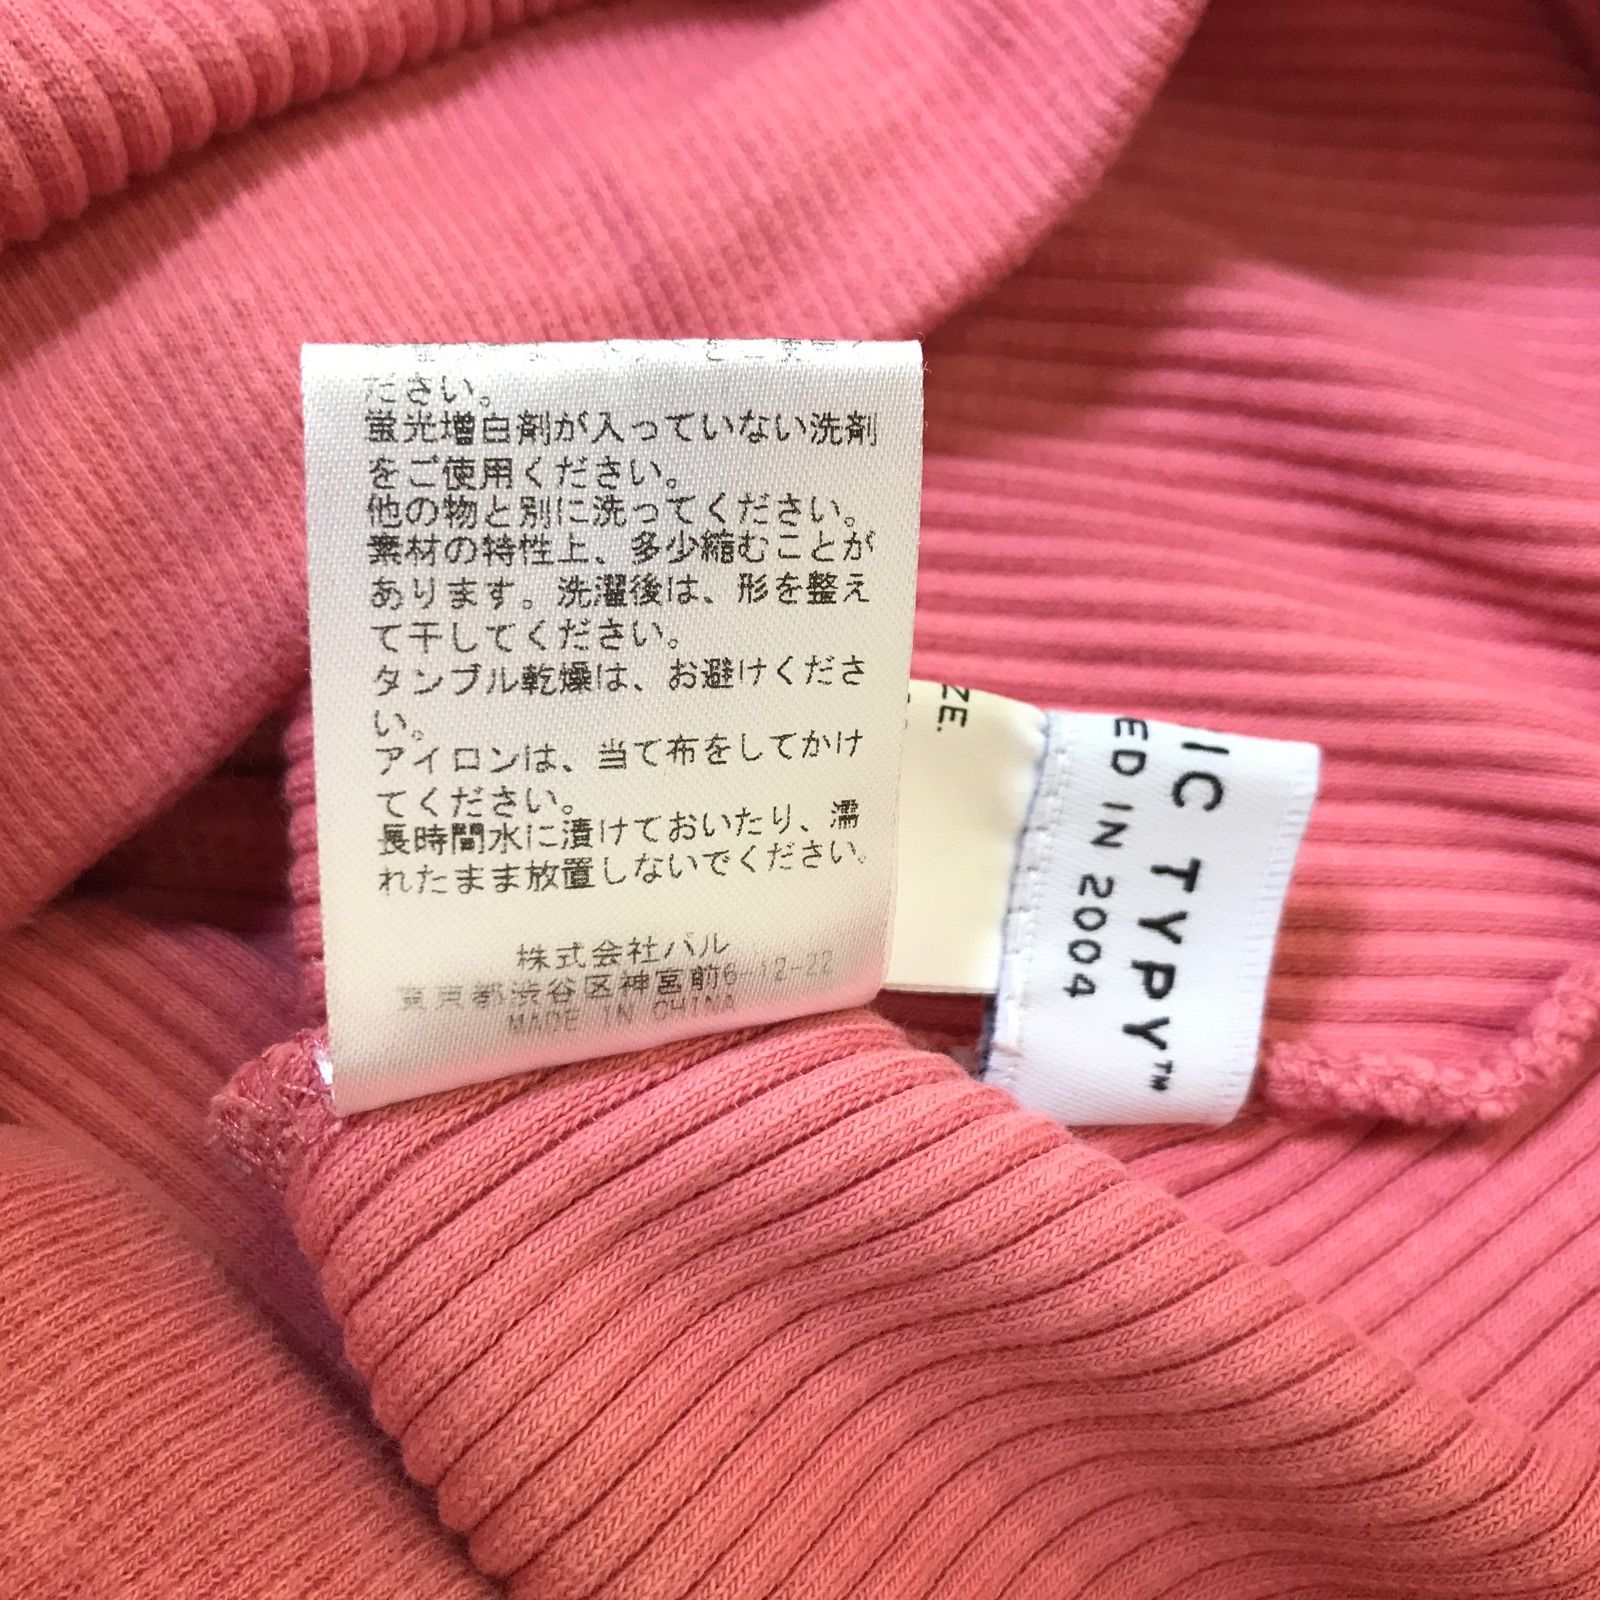 ださい。
蛍光増白剤が入っていない洗剤
をご使用ください。
他の物と別に洗ってください。
素材の特性上、多少縮むことが
あります。洗濯後は、形を整え
て干してください。
タンブル乾燥は、お避けくださ
い。
アイロンは、当て布をしてかけ
てください。
長時間水に漬けておいたり、濡
れたまま放置しないでください。
株式会社パル
東京都渋谷区神宮前6-12-22
MADE IN CHINA
ZE.
IC TYPY™
ED IN 2004